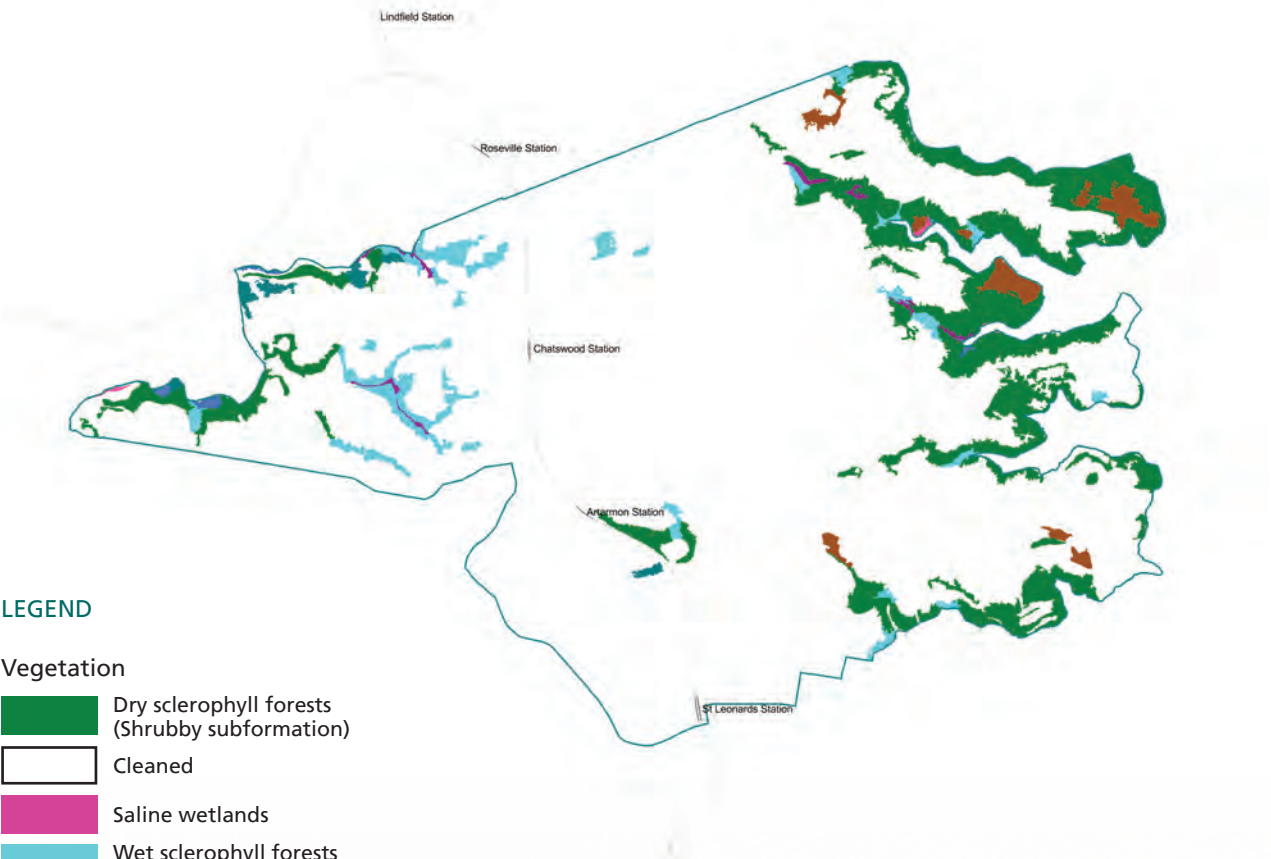 Lindfield Station
Roseville Station
Chatswood Station
Artarmon Station
St Leonards Station
LEGEND
Vegetation
Dry sclerophyll forests
(Shrubby subformation)
Cleaned
Saline wetlands
Wet sclerophyll forests